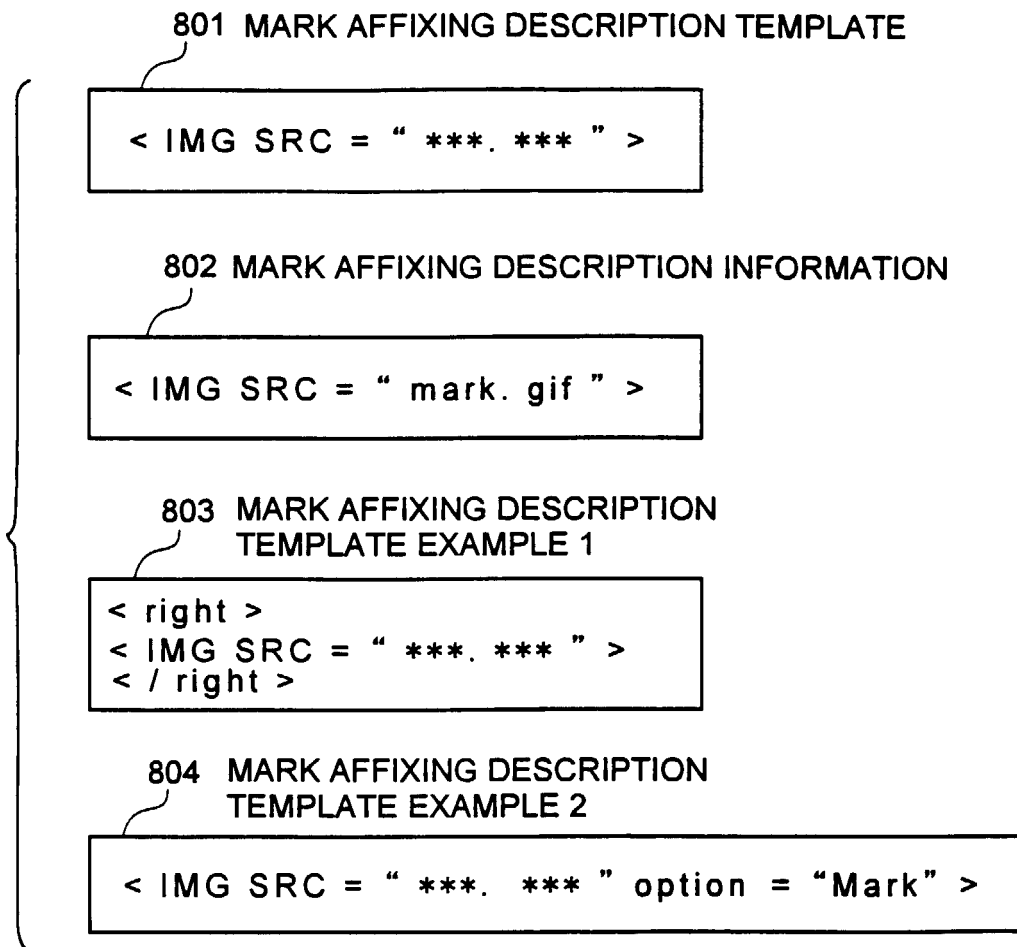 801 MARK AFFIXING DESCRIPTION TEMPLATE
< IMG SRC = “ ***. *** ” >
802 MARK AFFIXING DESCRIPTION INFORMATION
< IMG SRC = “ mark. gif ” >
803 MARK AFFIXING DESCRIPTION
TEMPLATE EXAMPLE 1
< right >
< IMG SRC = “ ***. *** ” >
< / right >
804 MARK AFFIXING DESCRIPTION
TEMPLATE EXAMPLE 2
< IMG SRC = “ ***. *** ” option = “Mark” >